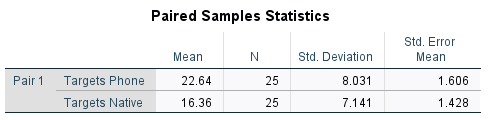 Paired Samples Statistics
Mean N Std. Deviation Std. Error Mean
Pair 1 Targets Phone 22.64 25 8.031 1.606
Targets Native 16.36 25 7.141 1.428